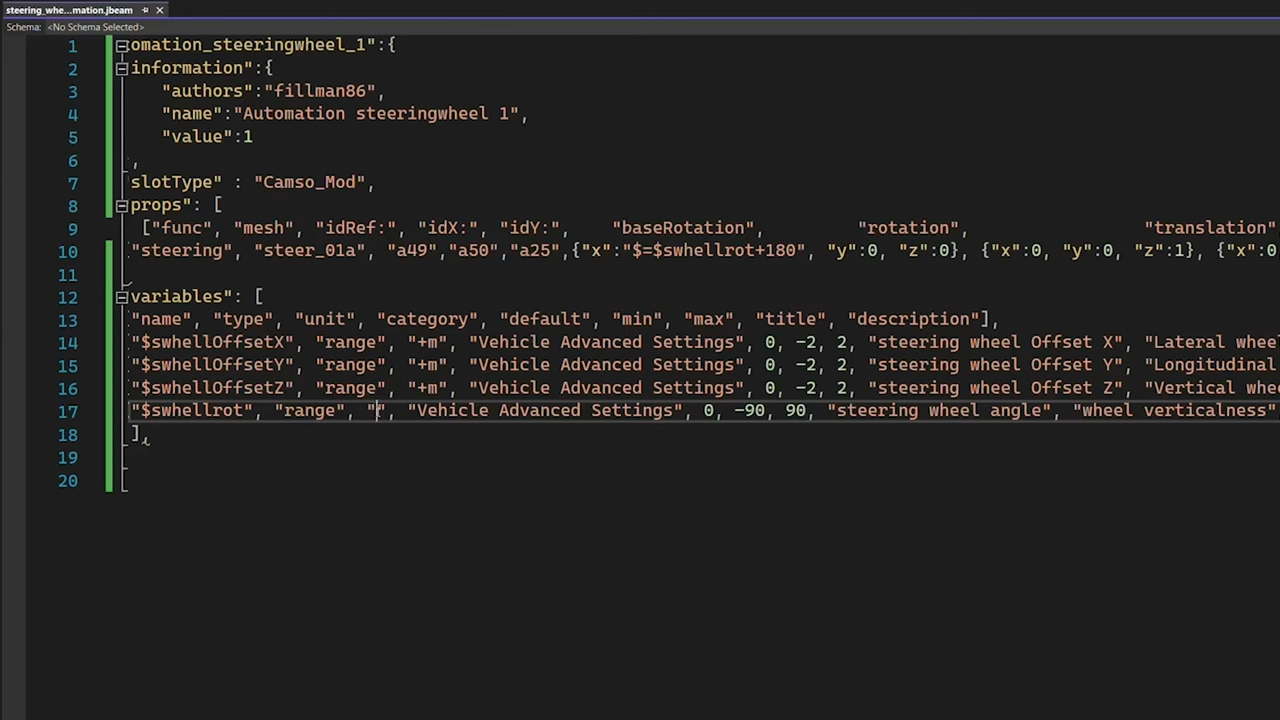 steering_whe...mation.jbeam
Schema: <No Schema Selected>
1 omation_steeringwheel_1":{
2 information":{
3 "authors":"fillman86",
4 "name":"Automation steeringwheel 1",
5 "value":1
6 ,
7 slotType" : "Camso_Mod",
8 props": [
9 ["func", "mesh", "idRef:", "idX:", "idY:", "baseRotation", "rotation", "translation"
10 "steering", "steer_01a", "a49","a50","a25",{"x":"$=$swhellrot+180", "y":0, "z":0}, {"x":0, "y":0, "z":1}, {"x":0
11
12 variables": [
13 "name", "type", "unit", "category", "default", "min", "max", "title", "description"],
14 "$swhellOffsetX", "range", "+m", "Vehicle Advanced Settings", 0, -2, 2, "steering wheel Offset X", "Lateral whee
15 "$swhellOffsetY", "range", "+m", "Vehicle Advanced Settings", 0, -2, 2, "steering wheel Offset Y", "Longitudinal
16 "$swhellOffsetZ", "range", "+m", "Vehicle Advanced Settings", 0, -2, 2, "steering wheel Offset Z", "Vertical whe
17 "$swhellrot", "range", "", "Vehicle Advanced Settings", 0, -90, 90, "steering wheel angle", "wheel verticalness"
18 ],
19
20